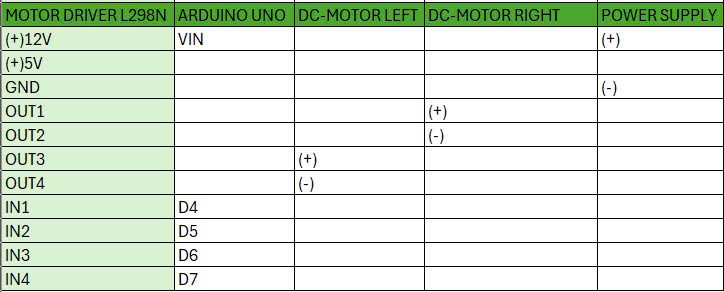 MOTOR DRIVER L298N ARDUINO UNO DC-MOTOR LEFT DC-MOTOR RIGHT POWER SUPPLY
(+)12V VIN (+)
(+)5V
GND (-)
OUT1 (+)
OUT2 (-)
OUT3 (+)
OUT4 (-)
IN1 D4
IN2 D5
IN3 D6
IN4 D7